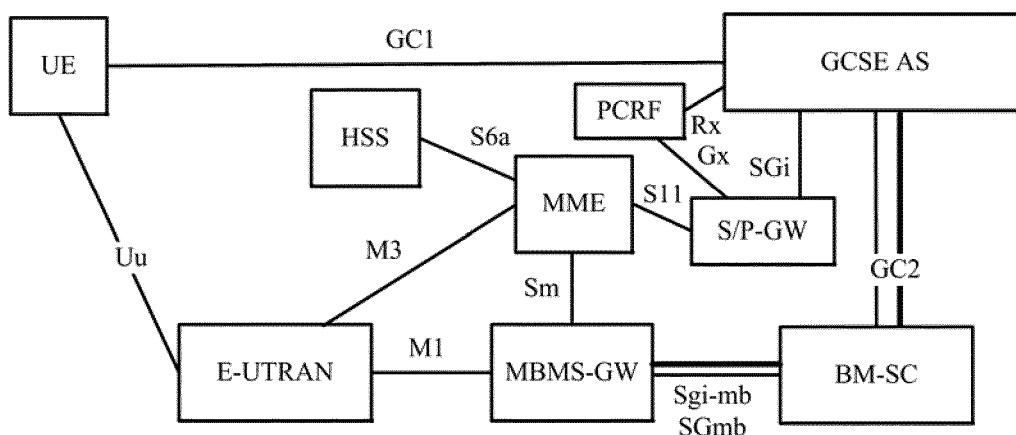 GC1
UE
GCSE AS
PCRF
HSS
S6a
Rx
Gx
SGi
S11
MME
S/P-GW
M3
Uu
GC2
Sm
M1
E-UTRAN
MBMS-GW
BM-SC
Sgi-mb
SGmb